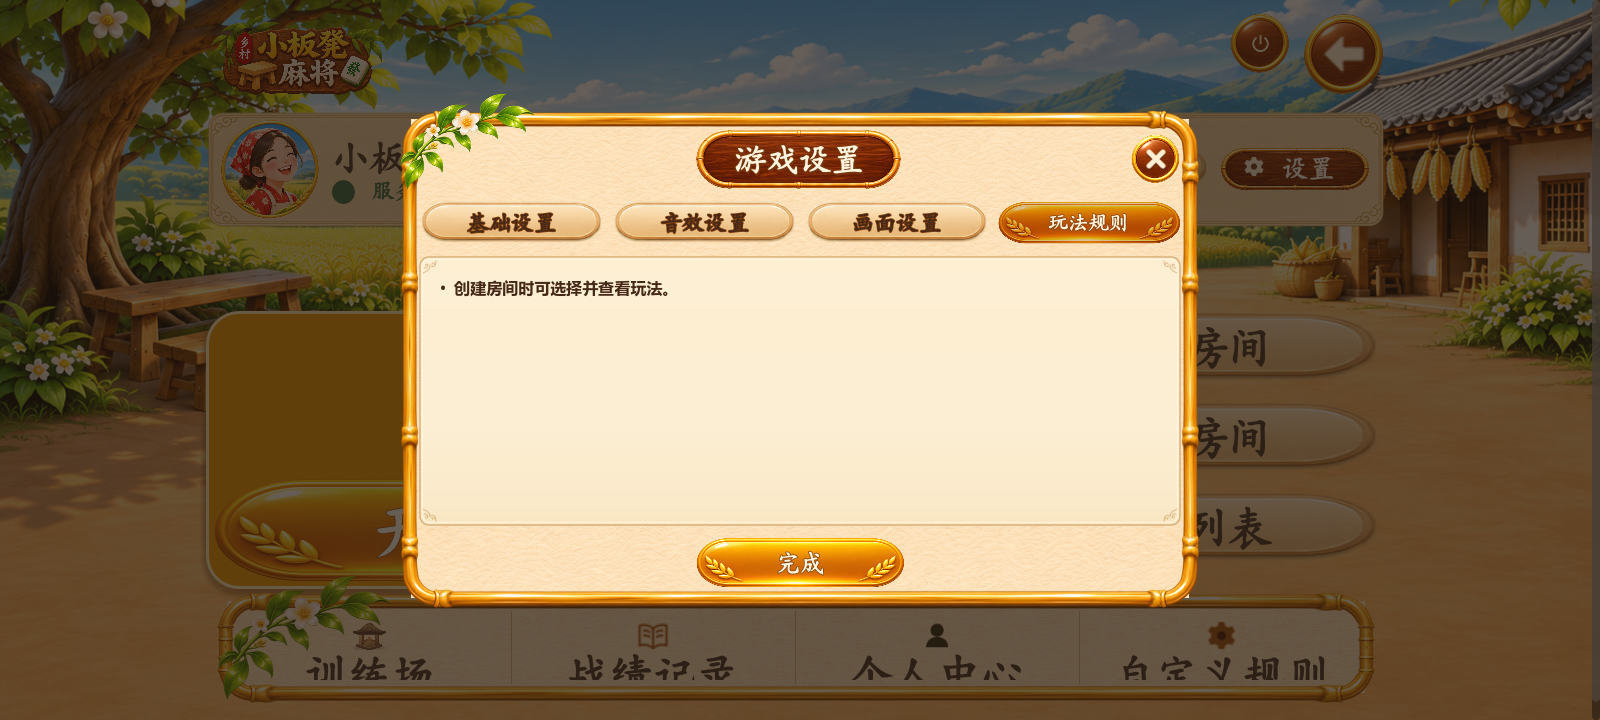 乡村
小板凳
麻将
發
游戏设置
小板
服务
设置
基础设置
音效设置
画面设置
玩法规则
• 创建房间时可选择并查看玩法。
房间
房间
开
列表
完成
训练场
战绩记录
个人中心
自定义规则